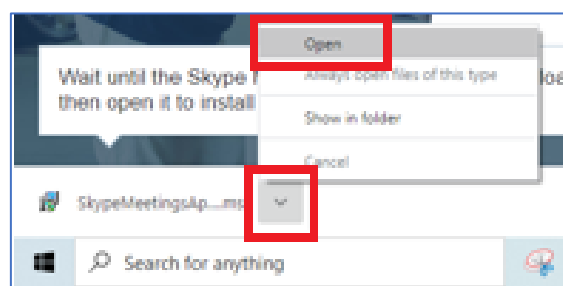 Open
Wait until the Skype
Always open files of this type
then open it to install
Show in folder
Cancel
SkypeMeetingsAp....ms
Search for anything